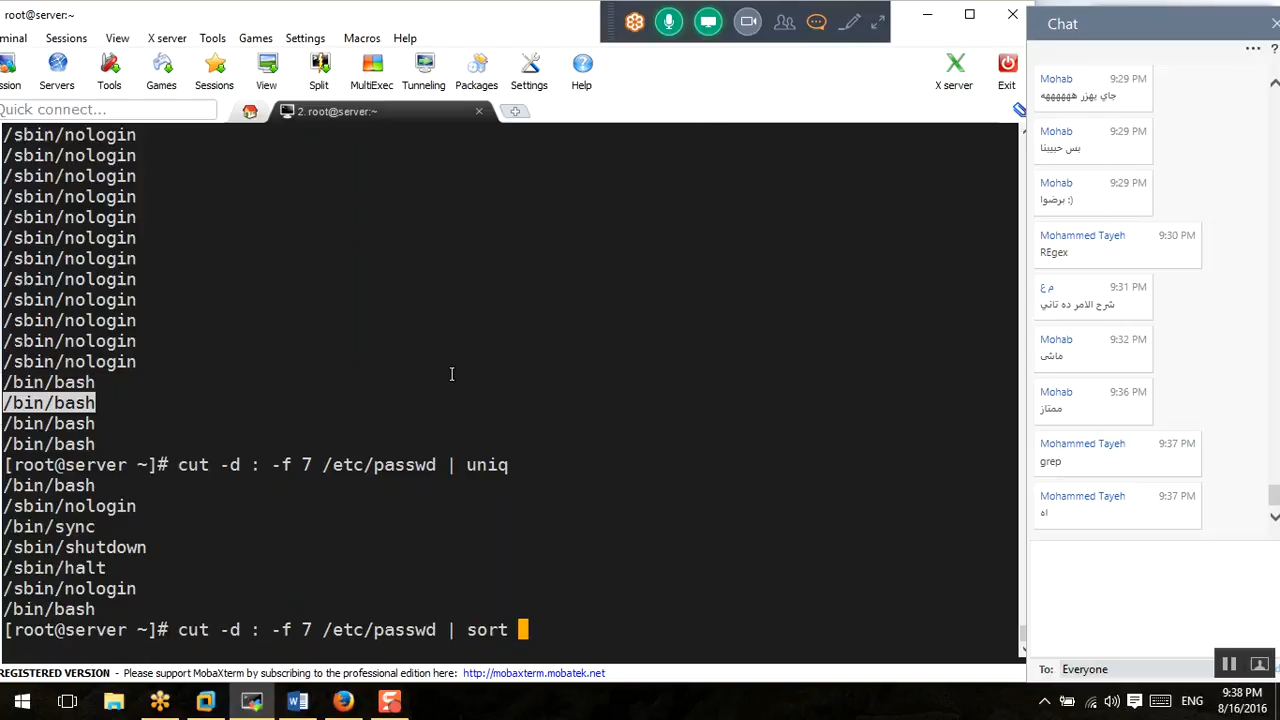 root@server:~
minal Sessions View X server Tools Games Settings Macros Help
ssion Servers Tools Games Sessions View Split MultiExec Tunneling Packages Settings Help X server Exit
Quick connect...
2. root@server:~
/sbin/nologin
/sbin/nologin
/sbin/nologin
/sbin/nologin
/sbin/nologin
/sbin/nologin
/sbin/nologin
/sbin/nologin
/sbin/nologin
/sbin/nologin
/sbin/nologin
/sbin/nologin
/bin/bash
/bin/bash
/bin/bash
/bin/bash
[root@server ~]# cut -d : -f 7 /etc/passwd | uniq
/bin/bash
/sbin/nologin
/bin/sync
/sbin/shutdown
/sbin/halt
/sbin/nologin
/bin/bash
[root@server ~]# cut -d : -f 7 /etc/passwd | sort
REGISTERED VERSION - Please support MobaXterm by subscribing to the professional edition here: http://mobaxterm.mobatek.net
Chat
Mohab 9:29 PM
جاي يهزر ههههههه
Mohab 9:29 PM
بس حبيبنا
Mohab 9:29 PM
برضوا :)
Mohammed Tayeh 9:30 PM
REgex
م ع 9:31 PM
شرح الامر ده تاني
Mohab 9:32 PM
ماشى
Mohab 9:36 PM
ممتاز
Mohammed Tayeh 9:37 PM
grep
Mohammed Tayeh 9:37 PM
اه
To: Everyone
ENG
9:38 PM
8/16/2016